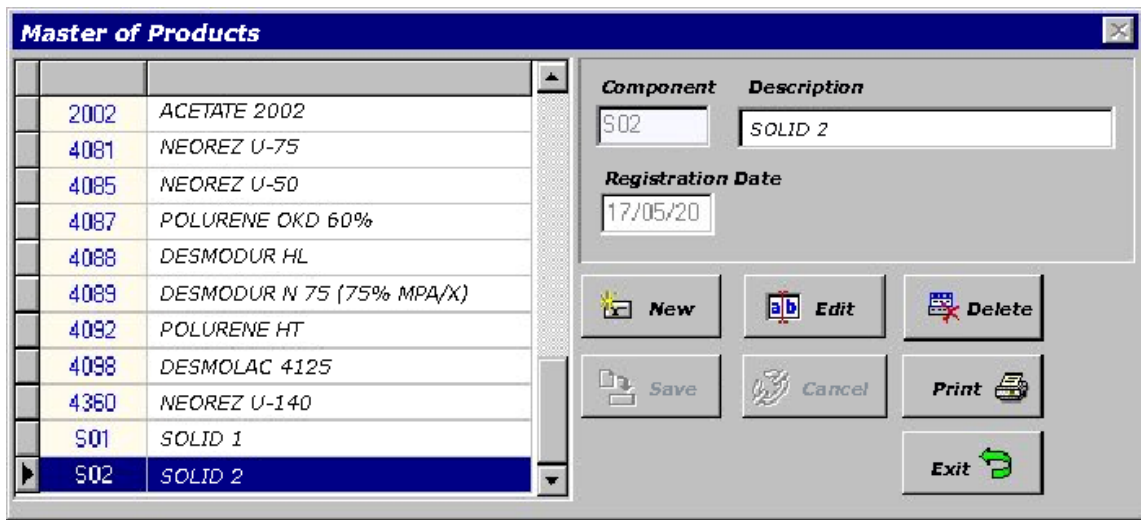 Master of Products
2002 ACETATE 2002
4081 NEOREZ U-75
4085 NEOREZ U-50
4087 POLURENE OKD 60%
4088 DESMODUR HL
4089 DESMODUR N 75 (75% MPA/X)
4092 POLURENE HT
4098 DESMOLAC 4125
4360 NEOREZ U-140
S01 SOLID 1
S02 SOLID 2
Component Description
S02 SOLID 2
Registration Date
17/05/20
New Edit Delete
Save Cancel Print
Exit